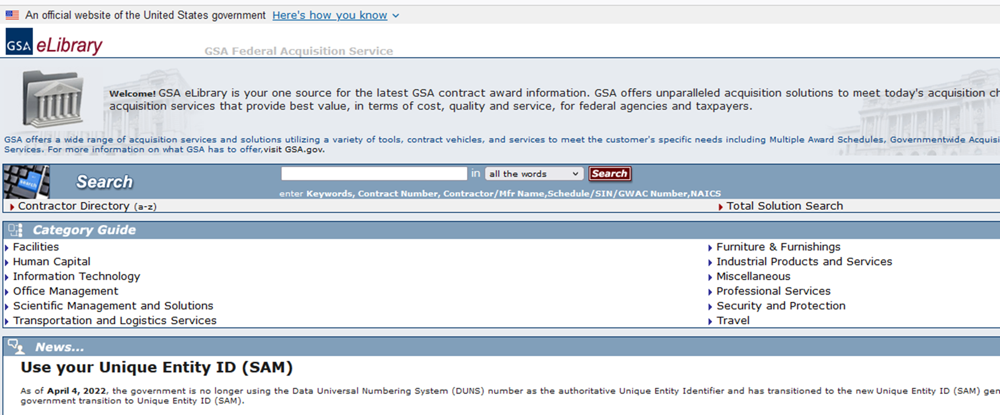 An official website of the United States government Here's how you know
GSA eLibrary
GSA Federal Acquisition Service
Welcome! GSA eLibrary is your one source for the latest GSA contract award information. GSA offers unparalleled acquisition solutions to meet today's acquisition ch
acquisition services that provide best value, in terms of cost, quality and service, for federal agencies and taxpayers.
GSA offers a wide range of acquisition services and solutions utilizing a variety of tools, contract vehicles, and services to meet the customer's specific needs including Multiple Award Schedules, Governmentwide Acquisi
Services. For more information on what GSA has to offer,visit GSA.gov.
search
Search
in all the words Search
enter Keywords, Contract Number, Contractor/Mfr Name,Schedule/SIN/GWAC Number,NAICS
Contractor Directory (a-z)
Total Solution Search
Category Guide
Facilities
Human Capital
Information Technology
Office Management
Scientific Management and Solutions
Transportation and Logistics Services
Furniture & Furnishings
Industrial Products and Services
Miscellaneous
Professional Services
Security and Protection
Travel
News...
Use your Unique Entity ID (SAM)
As of April 4, 2022, the government is no longer using the Data Universal Numbering System (DUNS) number as the authoritative Unique Entity Identifier and has transitioned to the new Unique Entity ID (SAM) gen
government transition to Unique Entity ID (SAM).